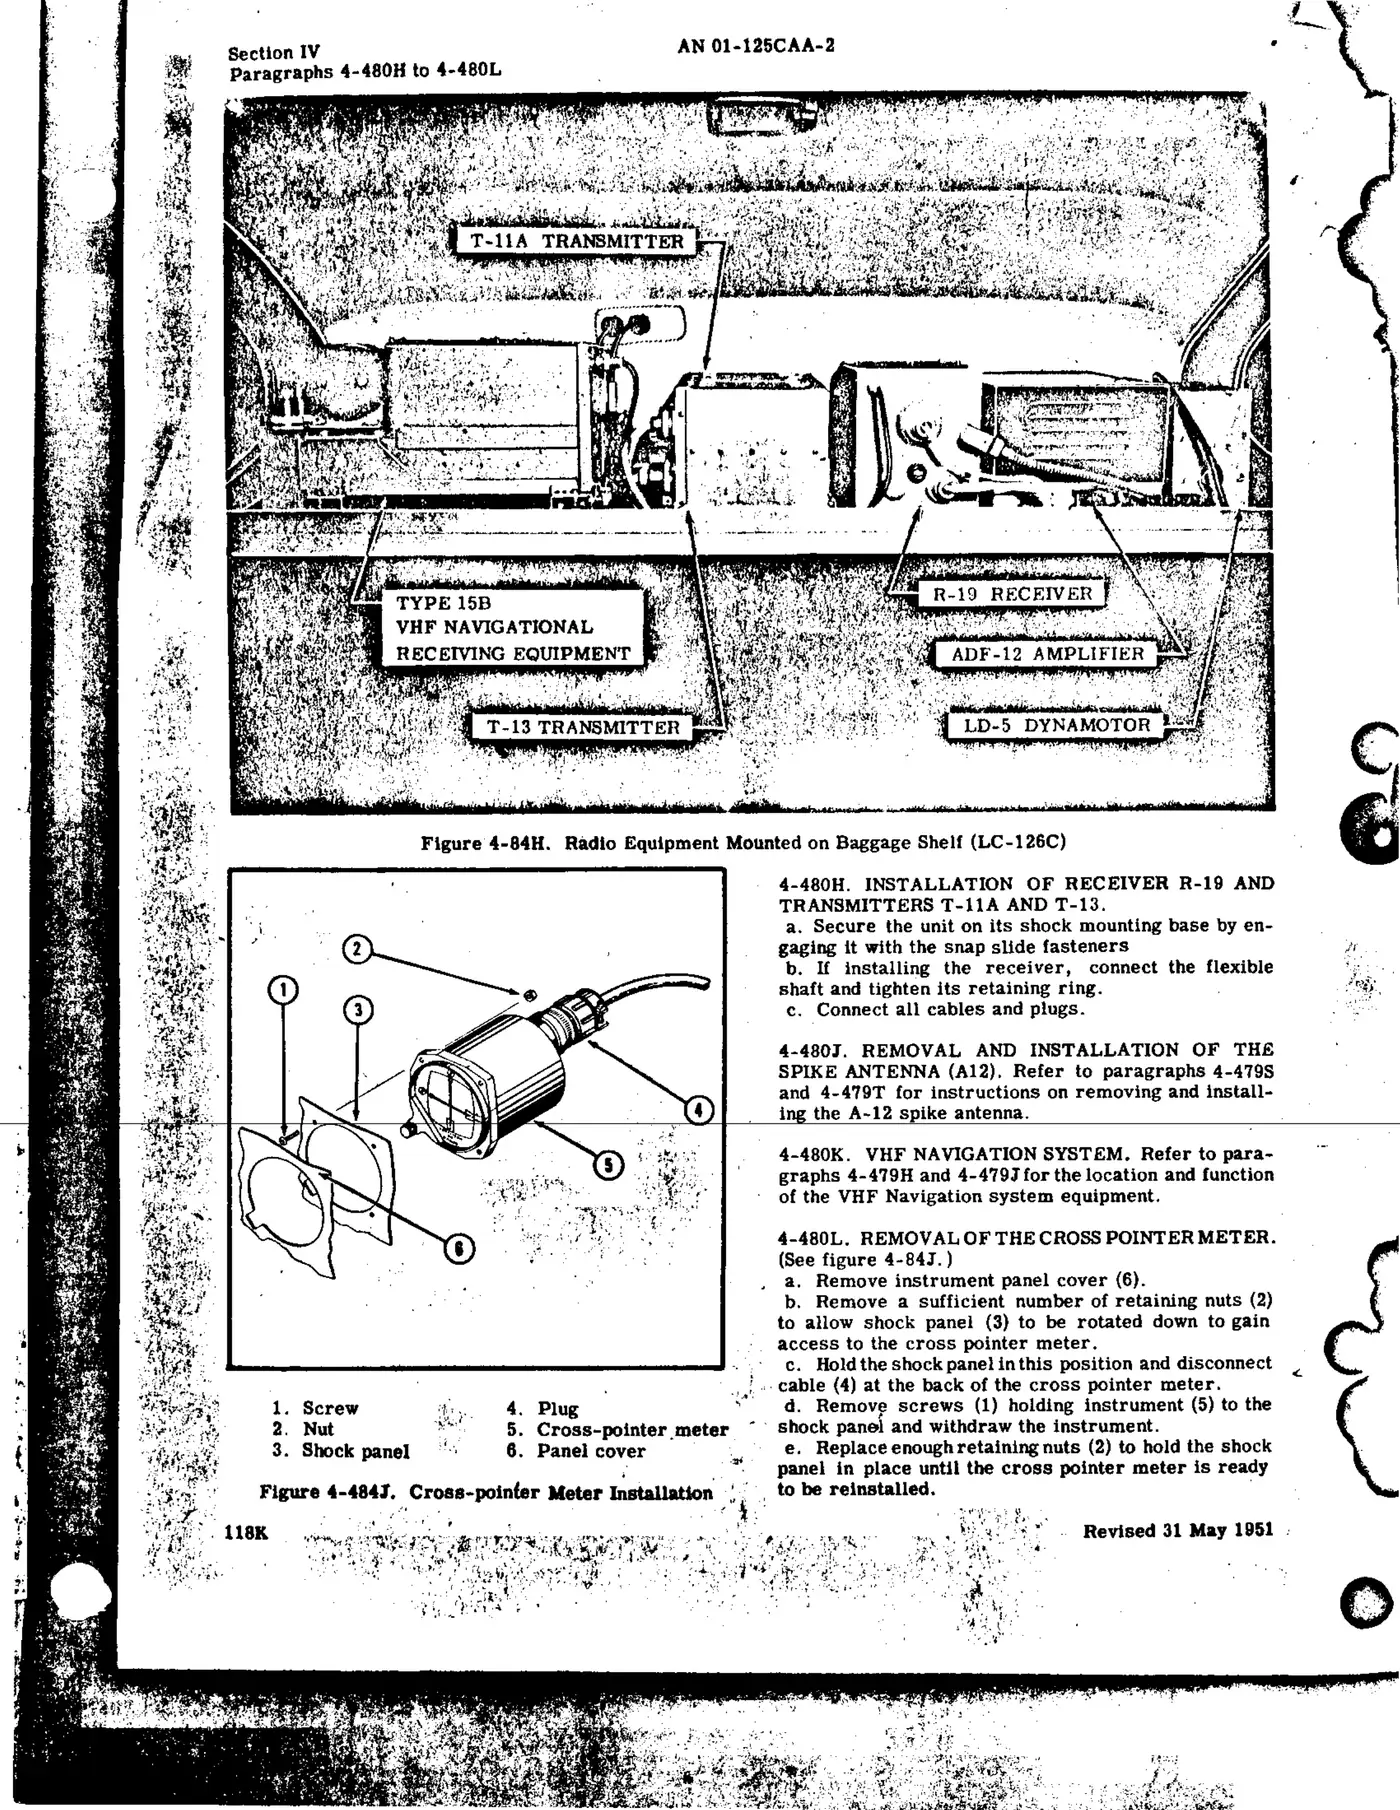 Section IV
Paragraphs 4-480H to 4-480L
AN 01-125CAA-2
T-11A TRANSMITTER
TYPE 15B
VHF NAVIGATIONAL
RECEIVING EQUIPMENT
R-19 RECEIVER
ADF-12 AMPLIFIER
T-13 TRANSMITTER
LD-5 DYNAMOTOR
Figure 4-84H. Radio Equipment Mounted on Baggage Shelf (LC-126C)
1
2
3
4
5
6
1. Screw
2. Nut
3. Shock panel
4. Plug
5. Cross-pointer meter
6. Panel cover
Figure 4-484J. Cross-pointer Meter Installation
4-480H. INSTALLATION OF RECEIVER R-19 AND
TRANSMITTERS T-11A AND T-13.
a. Secure the unit on its shock mounting base by en-
gaging it with the snap slide fasteners
b. If installing the receiver, connect the flexible
shaft and tighten its retaining ring.
c. Connect all cables and plugs.
4-480J. REMOVAL AND INSTALLATION OF THE
SPIKE ANTENNA (A12). Refer to paragraphs 4-479S
and 4-479T for instructions on removing and install-
ing the A-12 spike antenna.
4-480K. VHF NAVIGATION SYSTEM. Refer to para-
graphs 4-479H and 4-479J for the location and function
of the VHF Navigation system equipment.
4-480L. REMOVAL OF THE CROSS POINTER METER.
(See figure 4-84J.)
a. Remove instrument panel cover (6).
b. Remove a sufficient number of retaining nuts (2)
to allow shock panel (3) to be rotated down to gain
access to the cross pointer meter.
c. Hold the shock panel in this position and disconnect
cable (4) at the back of the cross pointer meter.
d. Remove screws (1) holding instrument (5) to the
shock panel and withdraw the instrument.
e. Replace enough retaining nuts (2) to hold the shock
panel in place until the cross pointer meter is ready
to be reinstalled.
118K
Revised 31 May 1951